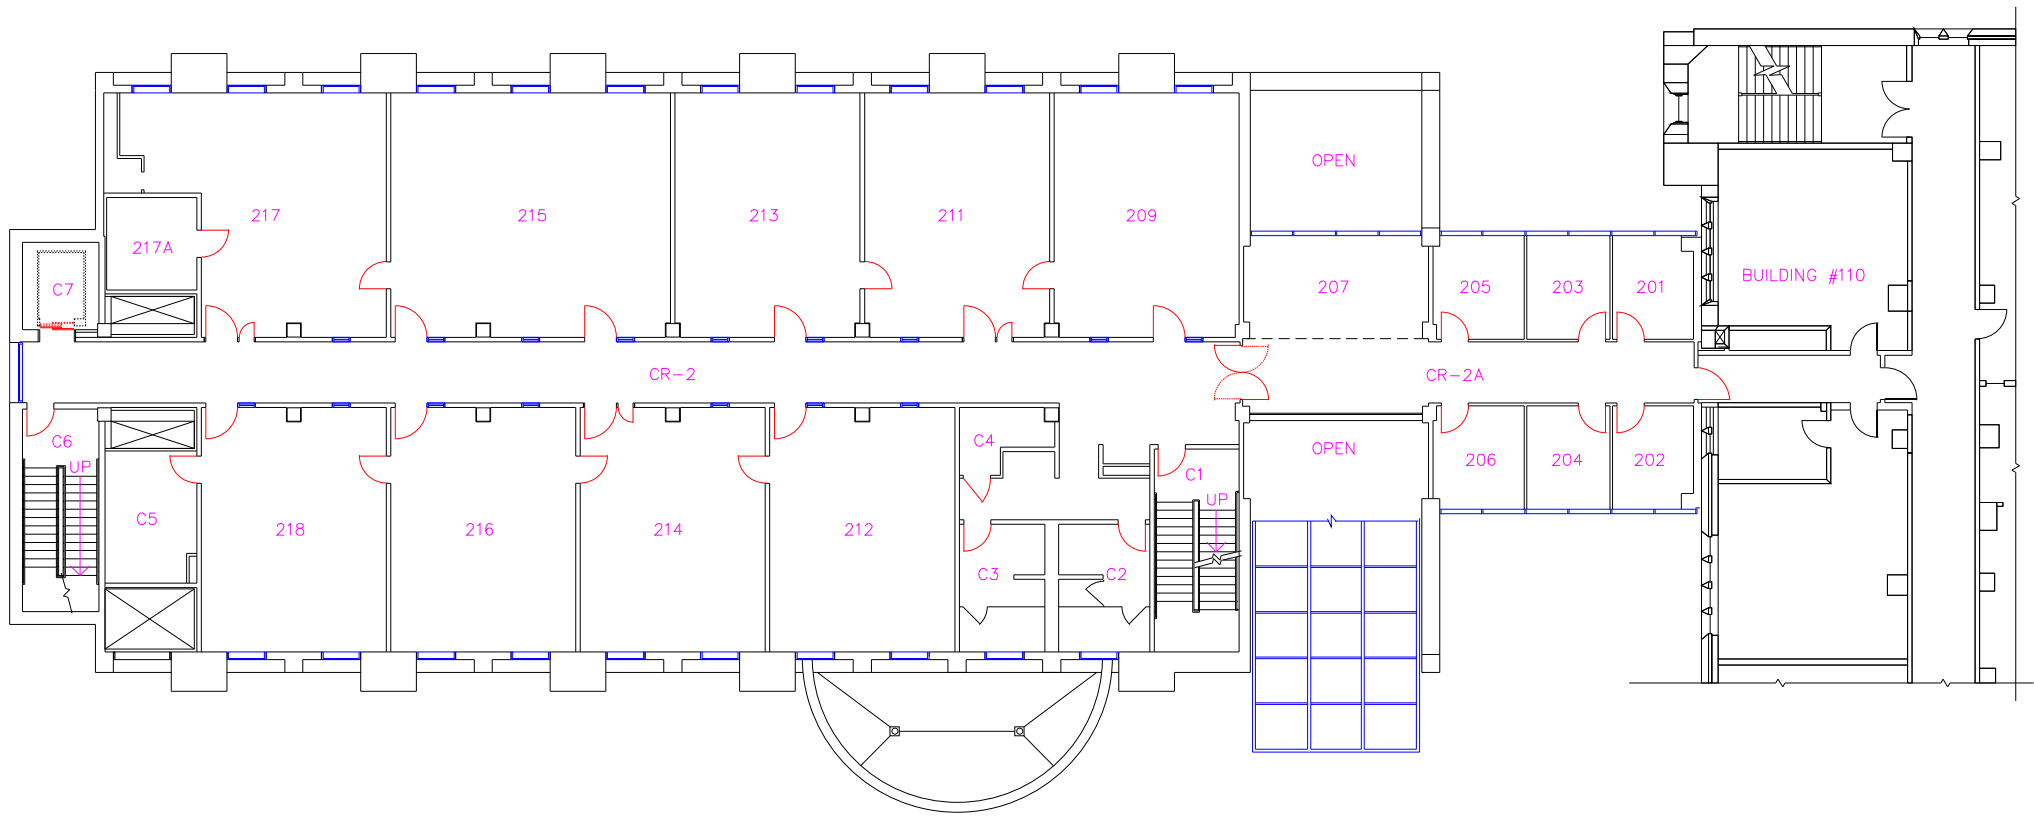 OPEN
217
215
213
211
209
217A
BUILDING #110
C7
207
205
203
201
CR-2
CR-2A
C6
UP
C4
OPEN
206
204
202
C1
UP
C5
218
216
214
212
C3
C2